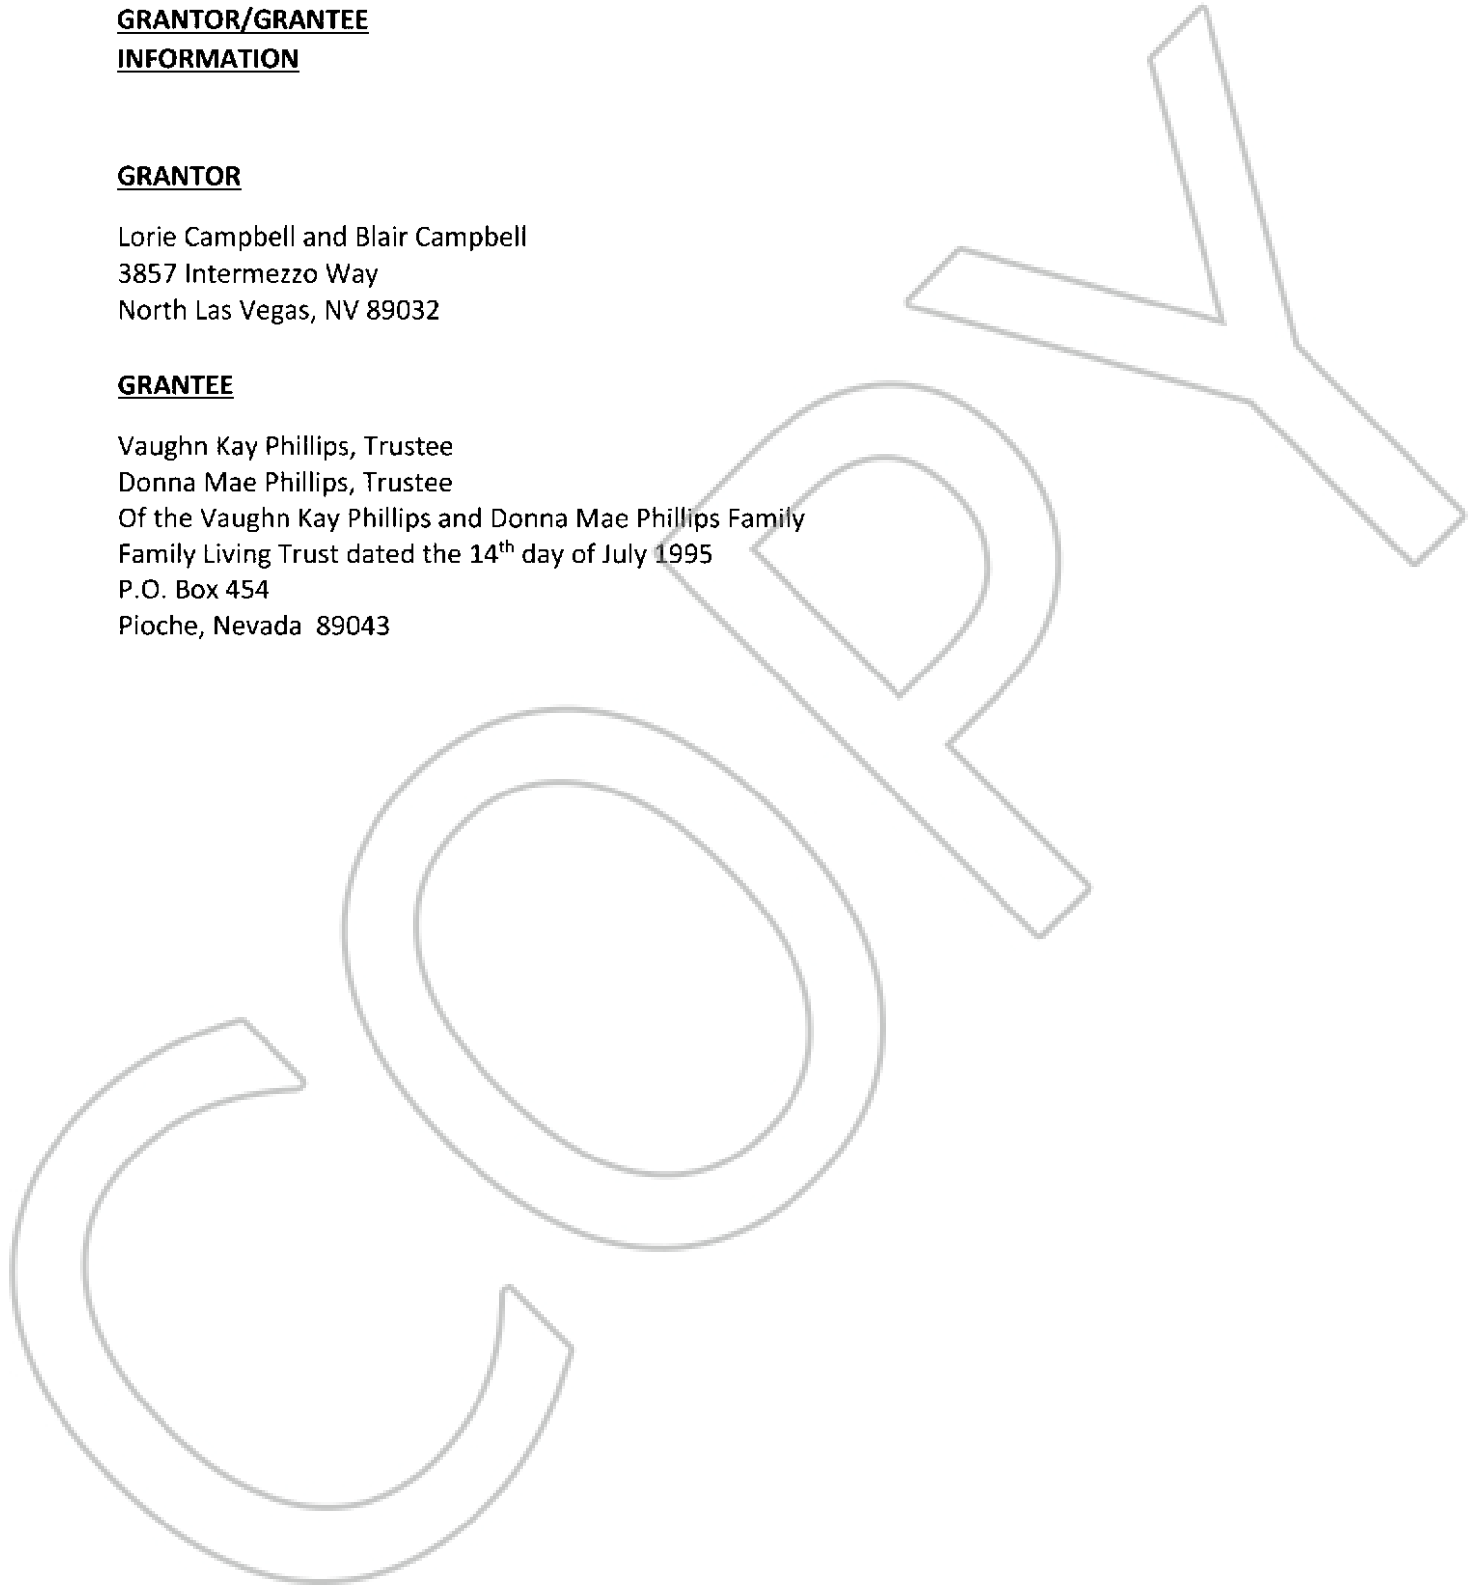 GRANTOR/GRANTEE
INFORMATION
GRANTOR
Lorie Campbell and Blair Campbell
3857 Intermezzo Way
North Las Vegas, NV 89032
GRANTEE
Vaughn Kay Phillips, Trustee
Donna Mae Phillips, Trustee
Of the Vaughn Kay Phillips and Donna Mae Phillips Family
Family Living Trust dated the 14th day of July 1995
P.O. Box 454
Pioche, Nevada  89043
COPY